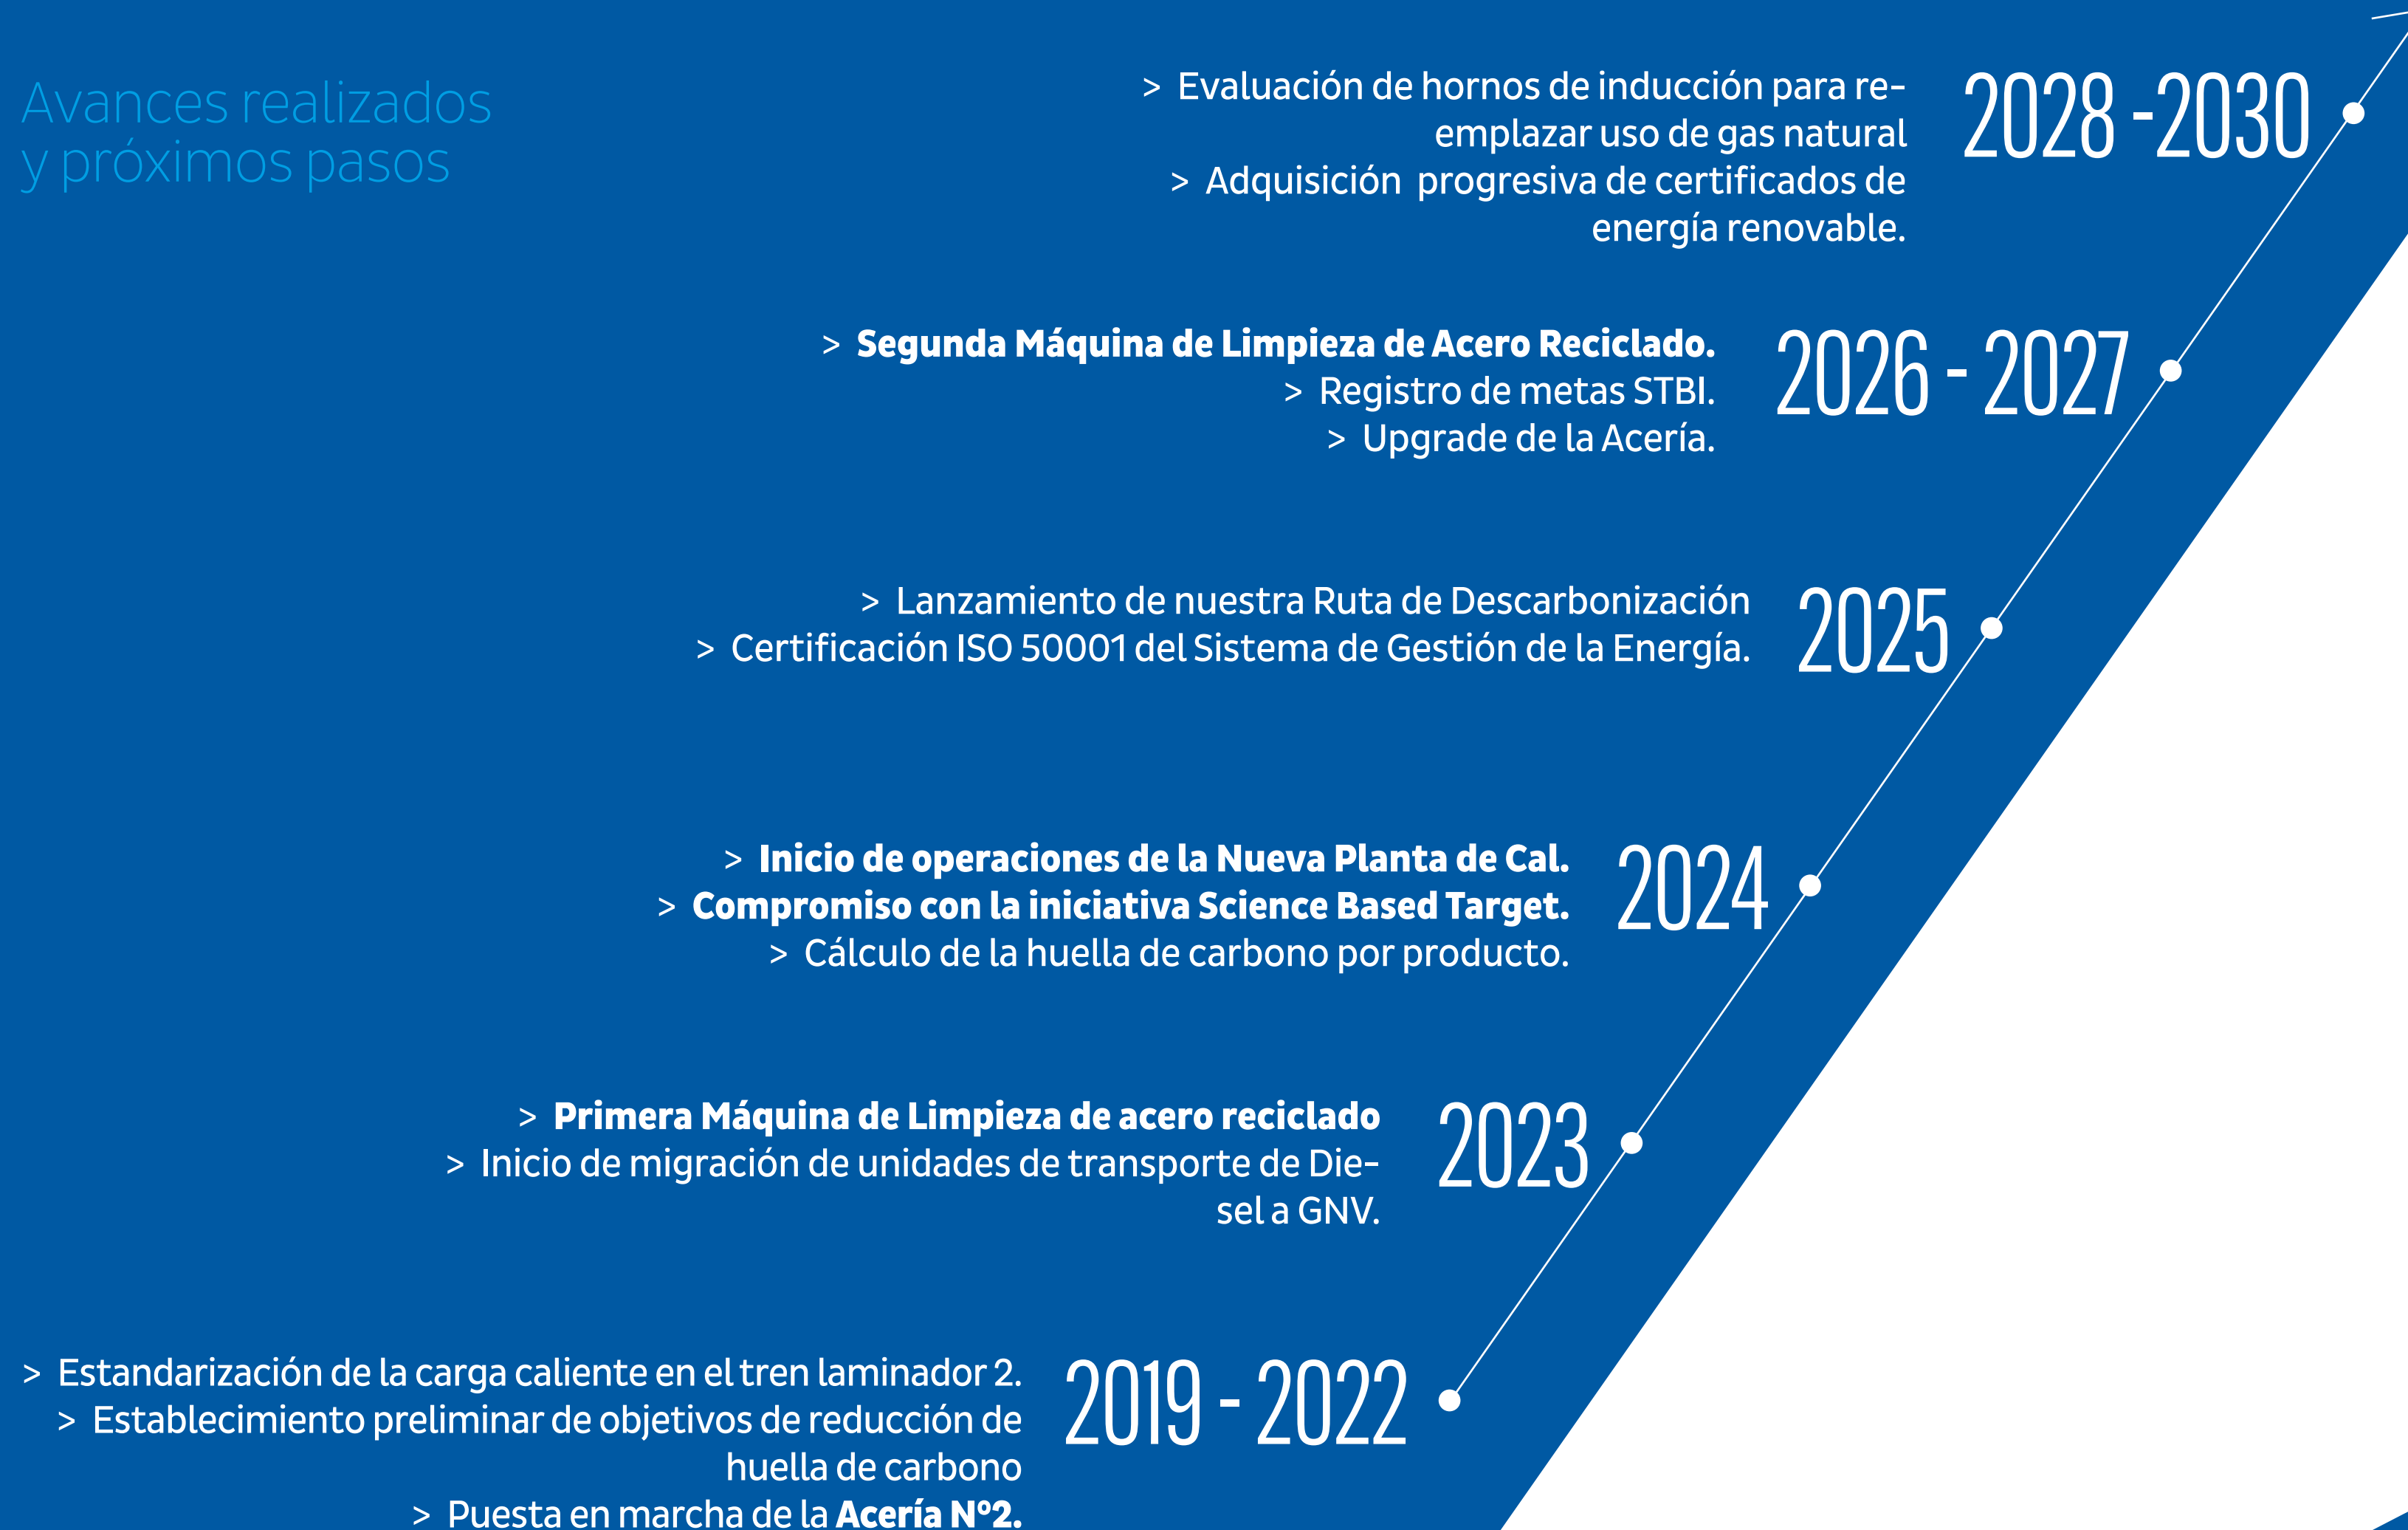 Avances realizados
y próximos pasos
> Evaluación de hornos de inducción para re-
emplazar uso de gas natural
> Adquisición progresiva de certificados de
energía renovable.
2028 -2030
> Segunda Máquina de Limpieza de Acero Reciclado.
> Registro de metas STBI.
> Upgrade de la Acería.
2026 - 2027
> Lanzamiento de nuestra Ruta de Descarbonización
> Certificación ISO 50001 del Sistema de Gestión de la Energía.
2025
> Inicio de operaciones de la Nueva Planta de Cal.
> Compromiso con la iniciativa Science Based Target.
> Cálculo de la huella de carbono por producto.
2024
> Primera Máquina de Limpieza de acero reciclado
> Inicio de migración de unidades de transporte de Die-
sel a GNV.
2023
> Estandarización de la carga caliente en el tren laminador 2.
> Establecimiento preliminar de objetivos de reducción de
huella de carbono
> Puesta en marcha de la Acería Nº2.
2019 - 2022